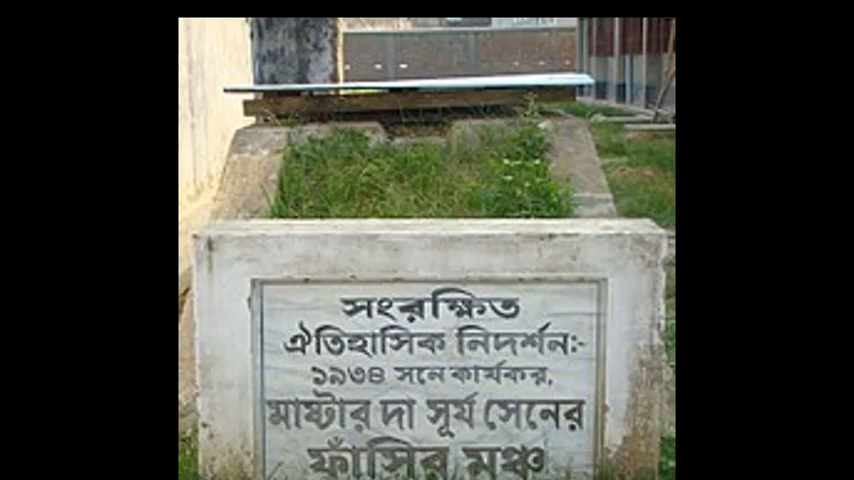 সংরক্ষিত
ঐতিহাসিক নিদর্শন:-
১৯৩৪ সনে কার্যকর,
মাষ্টার দা সূর্য সেনের
ফাঁসির মঞ্চ